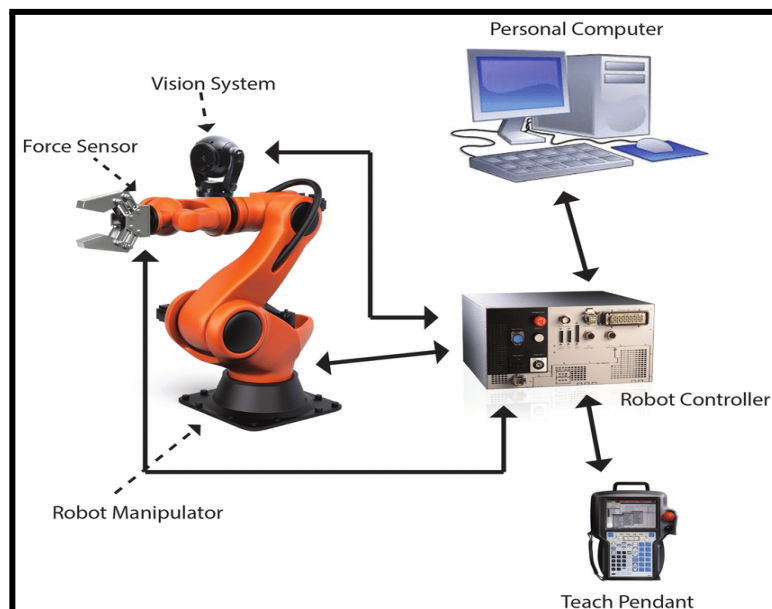 Personal Computer
Vision System
Force Sensor
Robot Controller
Robot Manipulator
Teach Pendant